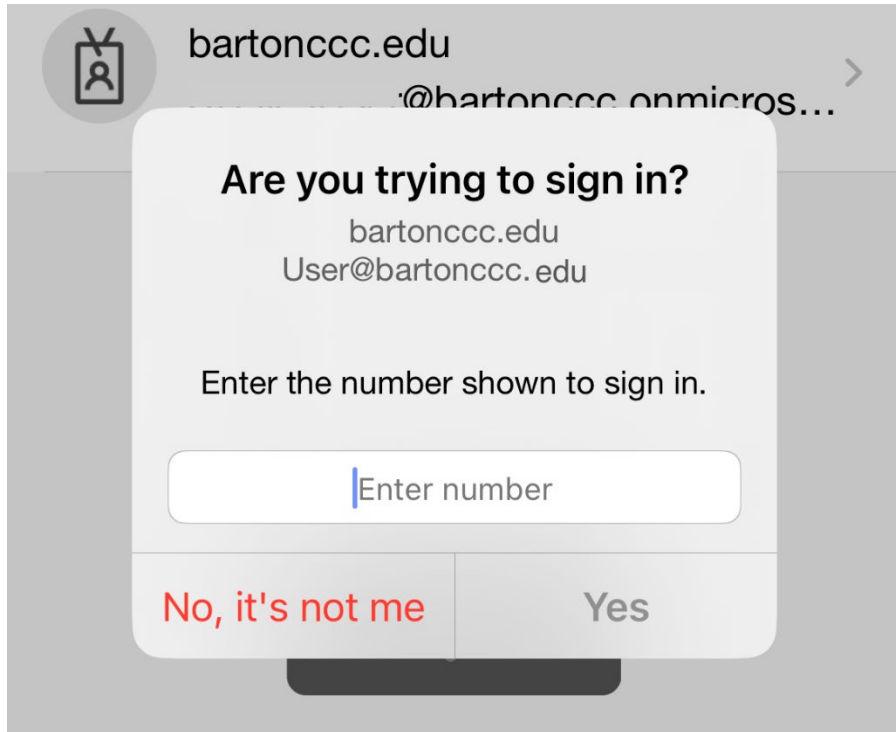 bartonccc.edu
@bartonccc.onmicros...
Are you trying to sign in?
bartonccc.edu
User@bartonccc.edu
Enter the number shown to sign in.
Enter number
No, it's not me
Yes